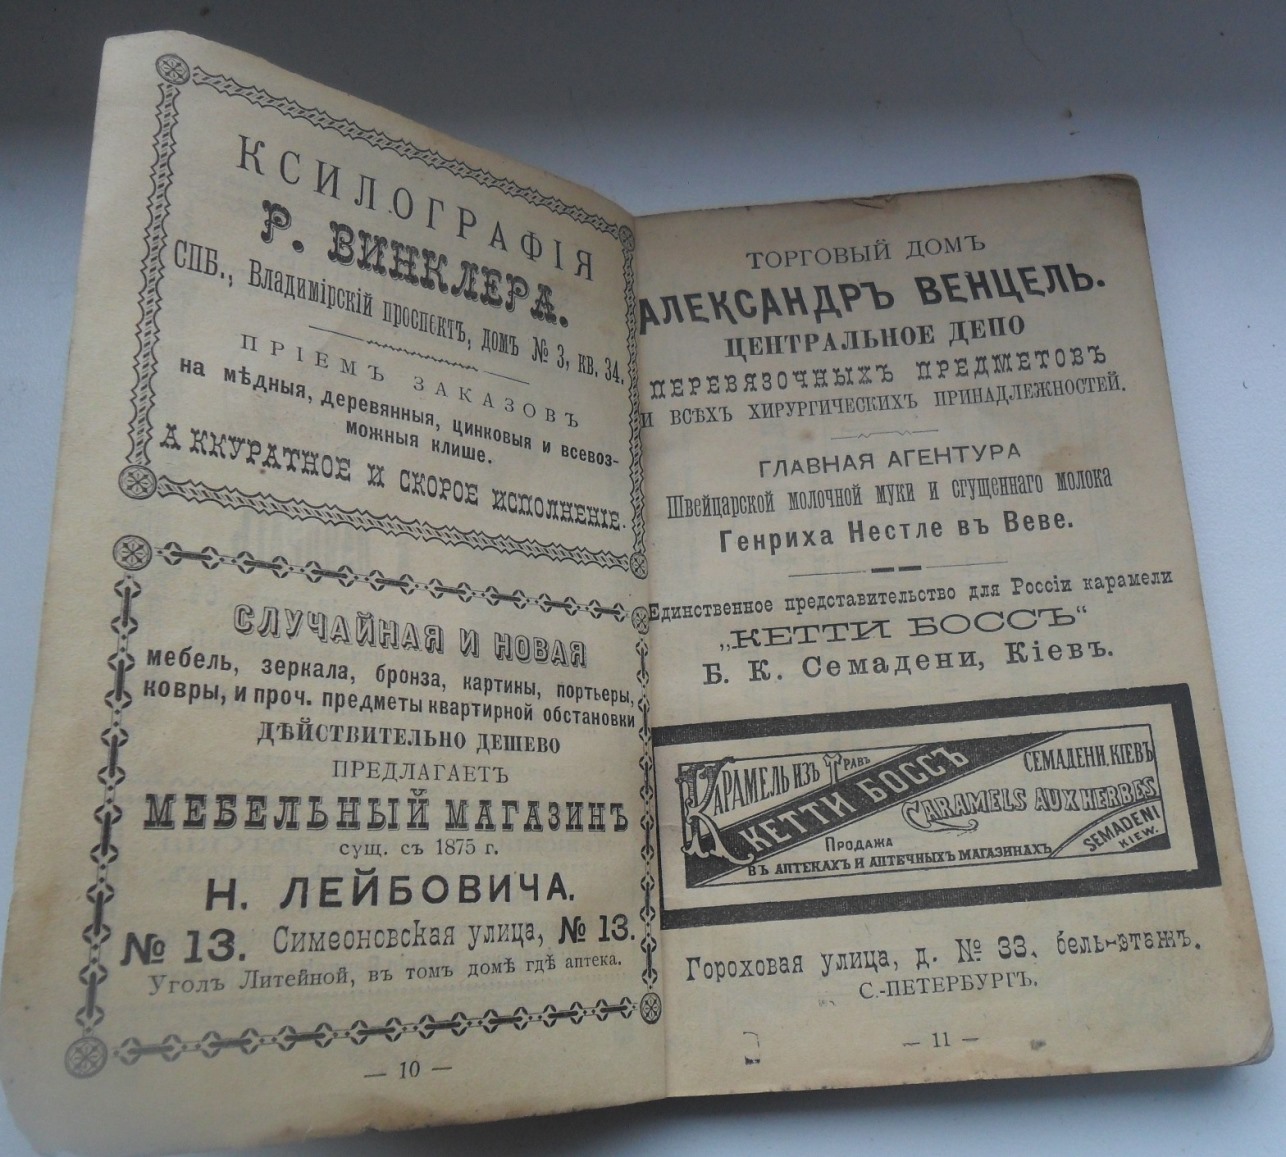 КСИЛОГРАФІЯ
Р. ВИНКЛЕРА.
СПБ., Владимірскій проспектъ, домъ № 3, кв. 34.
ПРІЕМЪ ЗАКАЗОВЪ
на мѣдныя, деревянныя, цинковыя и всевоз-
можныя клише.
АККУРАТНОЕ И СКОРОЕ ИСПОЛНЕНІЕ.
СЛУЧАЙНАЯ И НОВАЯ
мебель, зеркала, бронза, картины, портьеры,
ковры, и проч. предметы квартирной обстановки
ДѢЙСТВИТЕЛЬНО ДЕШЕВО
ПРЕДЛАГАЕТЪ
МЕБЕЛЬНЫЙ МАГАЗИНЪ
сущ. съ 1875 г.
Н. ЛЕЙБОВИЧА.
№ 13. Симеоновская улица, № 13.
Уголъ Литейной, въ томъ домѣ гдѣ аптека.
— 10 —
ТОРГОВЫЙ ДОМЪ
АЛЕКСАНДРЪ ВЕНЦЕЛЬ.
ЦЕНТРАЛЬНОЕ ДЕПО
ПЕРЕВЯЗОЧНЫХЪ ПРЕДМЕТОВЪ
И ВСѢХЪ ХИРУРГИЧЕСКИХЪ ПРИНАДЛЕЖНОСТЕЙ.
ГЛАВНАЯ АГЕНТУРА
Швейцарской молочной муки и сгущеннаго молока
Генриха Нестле въ Веве.
Единственное представительство для Россіи карамели
„КЕТТИ БОССЪ“
Б. К. Семадени, Кіевъ.
КАРАМЕЛЬ ИЗЪ ТРАВЪ
КЕТТИ БОССЪ
СЕМАДЕНИ, КІЕВЪ
CARAMELS AUX HERBES
ПРОДАЖА
ВЪ АПТЕКАХЪ И АПТЕЧНЫХЪ МАГАЗИНАХЪ
SEMADENI
KIEW.
Гороховая улица, д. № 33, бель-этажъ.
С.-ПЕТЕРБУРГЪ.
— 11 —